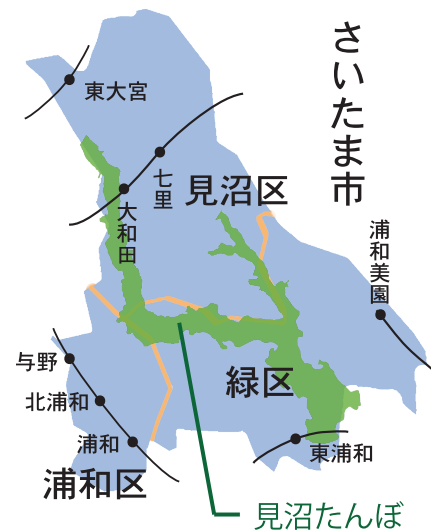 さいたま市
東大宮
七里
大和田
見沼区
浦和美園
与野
北浦和
浦和
浦和区
緑区
東浦和
見沼たんぼ